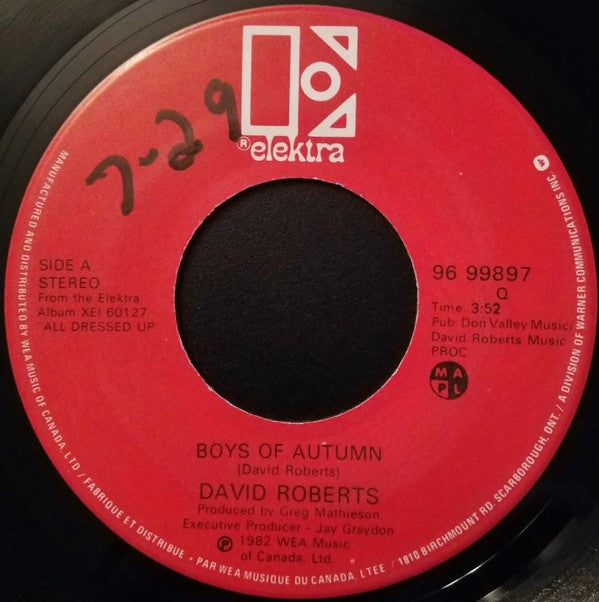 7-29
® elektra
SIDE A
STEREO
From the Elektra
Album XEI 60127
"ALL DRESSED UP"
96 99897
Q
Time: 3:52
Pub: Don Valley Music/
David Roberts Music
PROC
M A
P L
BOYS OF AUTUMN
(David Roberts)
DAVID ROBERTS
Produced by Greg Mathieson
Executive Producer - Jay Graydon
℗ 1982 WEA Music
of Canada, Ltd.
MANUFACTURED AND DISTRIBUTED BY WEA MUSIC OF CANADA, LTD / FABRIQUE ET DISTRIBUE - PAR WEA MUSIQUE DU CANADA, LTEE / 1810 BIRCHMOUNT RD. SCARBOROUGH, ONT. / A DIVISION OF WARNER COMMUNICATIONS INC